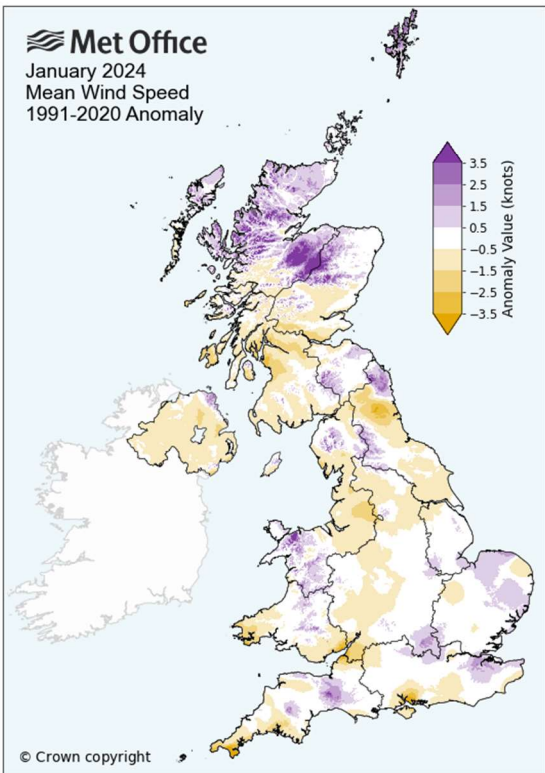 Met Office
January 2024
Mean Wind Speed
1991-2020 Anomaly
3.5
2.5
1.5
0.5
−0.5
−1.5
−2.5
−3.5
Anomaly Value (knots)
© Crown copyright